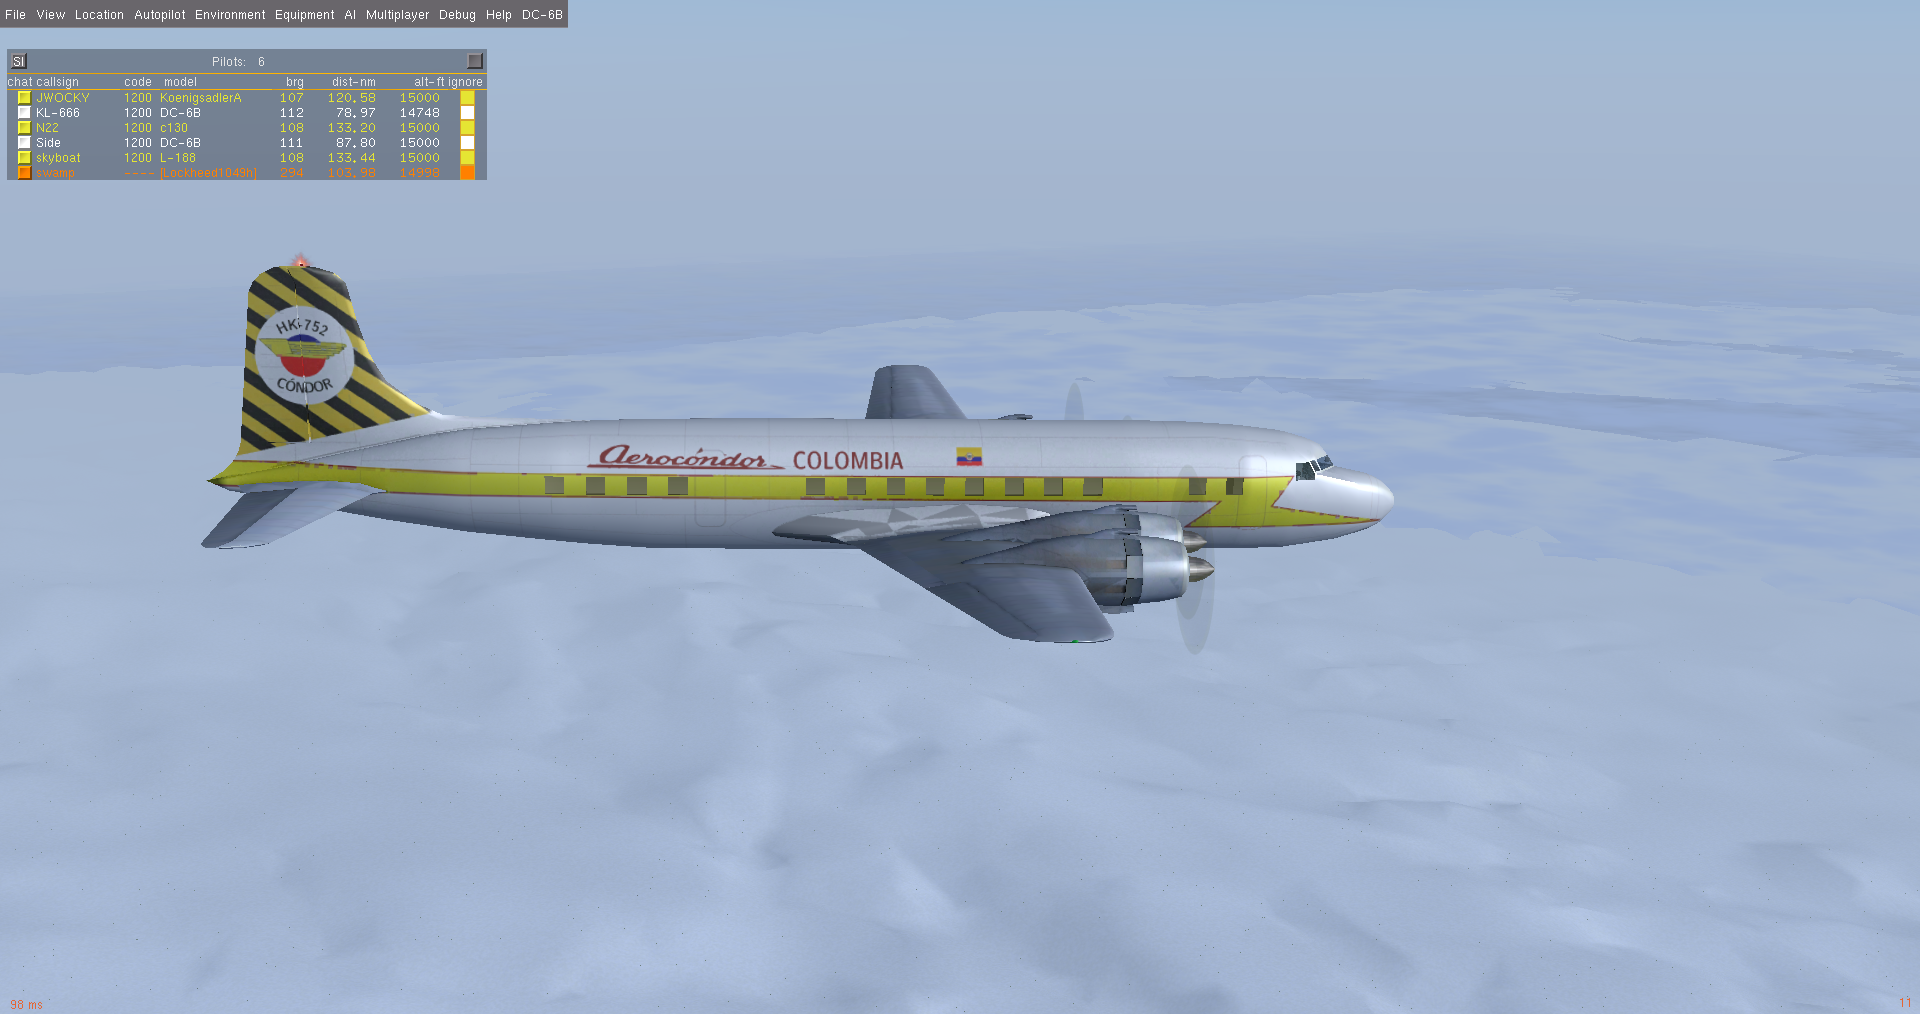 File View Location Autopilot Environment Equipment AI Multiplayer Debug Help DC-6B
SI Pilots: 6
chat callsign code model brg dist-nm alt-ft ignore
JWOCKY 1200 KoenigsadlerA 107 120.58 15000
KL-666 1200 DC-6B 112 78.97 14748
N22 1200 c130 108 133.20 15000
Side 1200 DC-6B 111 87.80 15000
skyboat 1200 L-188 108 133.44 15000
swamp ---- [Lockheed1049h] 294 103.98 14998
HK-752
CÓNDOR
Aerocóndor COLOMBIA
98 ms
11